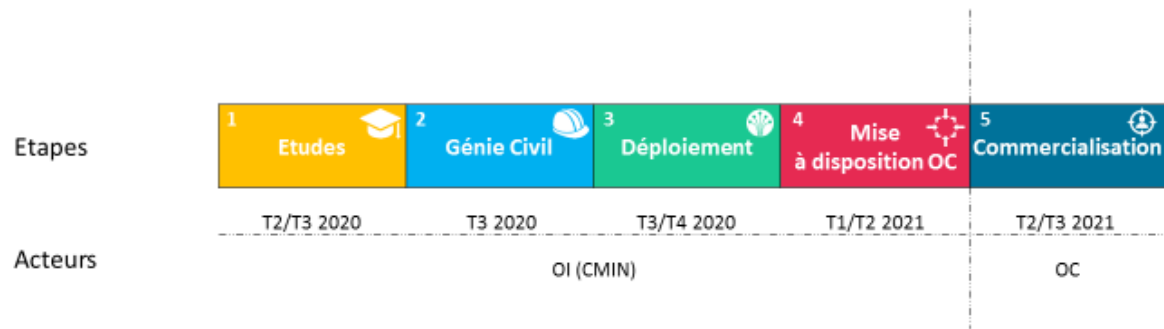 Etapes
1
Etudes
2
Génie Civil
3
Déploiement
4
Mise
à disposition OC
5
Commercialisation
T2/T3 2020
T3 2020
T3/T4 2020
T1/T2 2021
T2/T3 2021
Acteurs
OI (CMIN)
OC